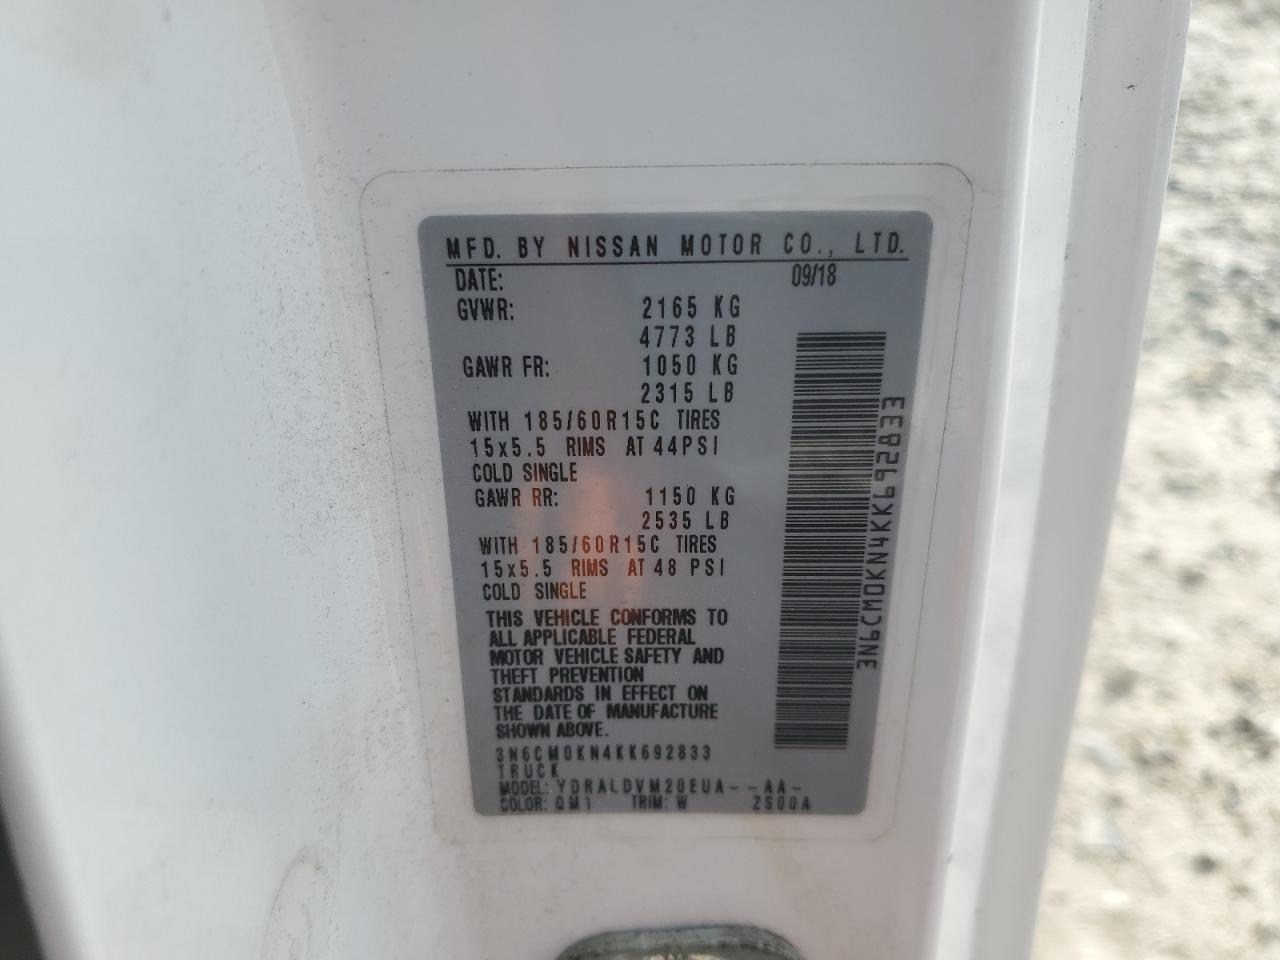 MFD. BY NISSAN MOTOR CO., LTD.
DATE: 09/18
GVWR: 2165 KG
4773 LB
GAWR FR: 1050 KG
2315 LB
WITH 185/60R15C TIRES
15x5.5 RIMS AT 44PSI
COLD SINGLE
GAWR RR: 1150 KG
2535 LB
WITH 185/60R15C TIRES
15x5.5 RIMS AT 48 PSI
COLD SINGLE
THIS VEHICLE CONFORMS TO
ALL APPLICABLE FEDERAL
MOTOR VEHICLE SAFETY AND
THEFT PREVENTION
STANDARDS IN EFFECT ON
THE DATE OF MANUFACTURE
SHOWN ABOVE.
3N6CM0KN4KK692833
TRUCK
MODEL: YDRALDVM20EUA--AA-
COLOR: QM1 TRIM: W ZS00A
3N6CM0KN4KK692833